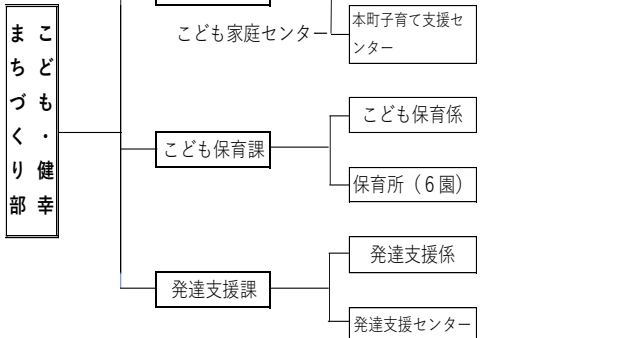 こども・健幸
まちづくり部
こども家庭センター
本町子育て支援セ
ンター
こども保育課
こども保育係
保育所（６園）
発達支援課
発達支援係
発達支援センター